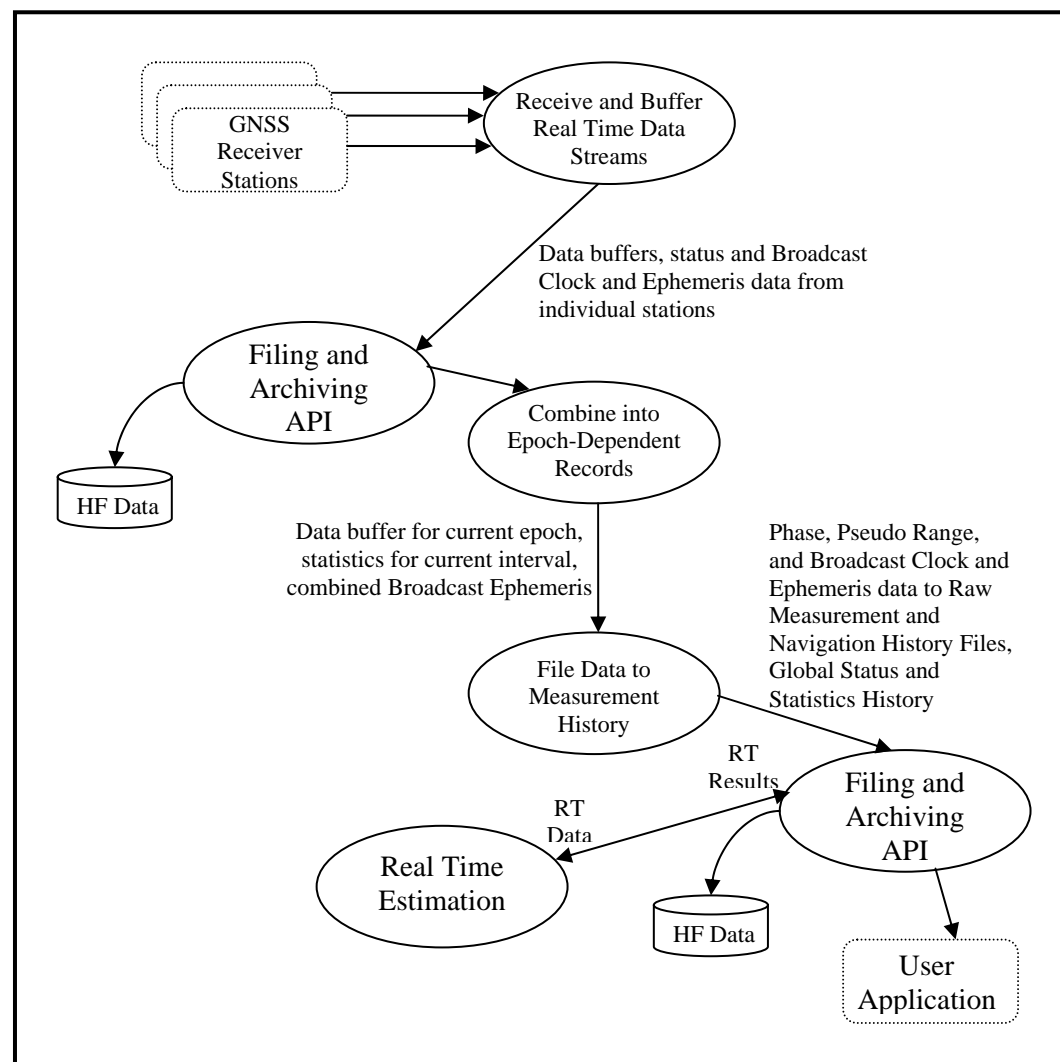 GNSS
Receiver
Stations
Receive and Buffer
Real Time Data
Streams
Data buffers, status and Broadcast
Clock and Ephemeris data from
individual stations
Filing and
Archiving
API
Combine into
Epoch-Dependent
Records
HF Data
Data buffer for current epoch,
statistics for current interval,
combined Broadcast Ephemeris
Phase, Pseudo Range,
and Broadcast Clock and
Ephemeris data to Raw
Measurement and
Navigation History Files,
Global Status and
Statistics History
File Data to
Measurement
History
RT
Results
Filing and
Archiving
API
RT
Data
Real Time
Estimation
HF Data
User
Application